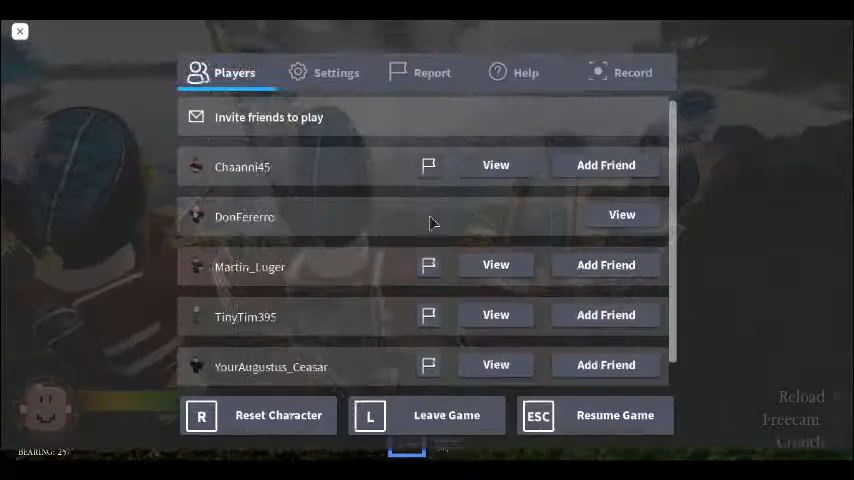 Players Settings Report Help Record
Invite friends to play
Chaanni45 View Add Friend
DonFererro View
Martin_Luger View Add Friend
TinyTim395 View Add Friend
YourAugustus_Ceasar View Add Friend
R Reset Character L Leave Game ESC Resume Game
Reload
Freecam
Crouch